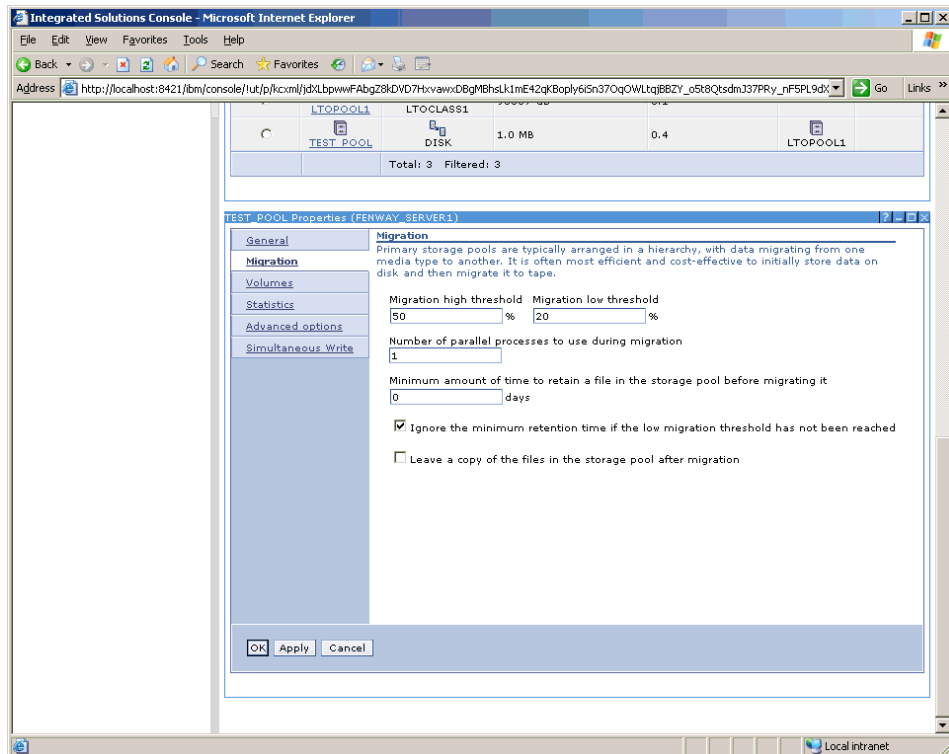 Integrated Solutions Console - Microsoft Internet Explorer
File Edit View Favorites Tools Help
Back Search Favorites
Address http://localhost:8421/ibm/console/!ut/p/kcxml/ Go Links »
LTOPOOL1 LTOCLASS1
TEST_POOL DISK 1.0 MB 0.4 LTOPOOL1
Total: 3 Filtered: 3
TEST_POOL Properties (FENWAY_SERVER1)
General
Migration
Volumes
Statistics
Advanced options
Simultaneous Write
Migration
Primary storage pools are typically arranged in a hierarchy, with data migrating from one
media type to another. It is often most efficient and cost-effective to initially store data on
disk and then migrate it to tape.
Migration high threshold Migration low threshold
50 % 20 %
Number of parallel processes to use during migration
1
Minimum amount of time to retain a file in the storage pool before migrating it
0 days
Ignore the minimum retention time if the low migration threshold has not been reached
Leave a copy of the files in the storage pool after migration
OK Apply Cancel
Local intranet